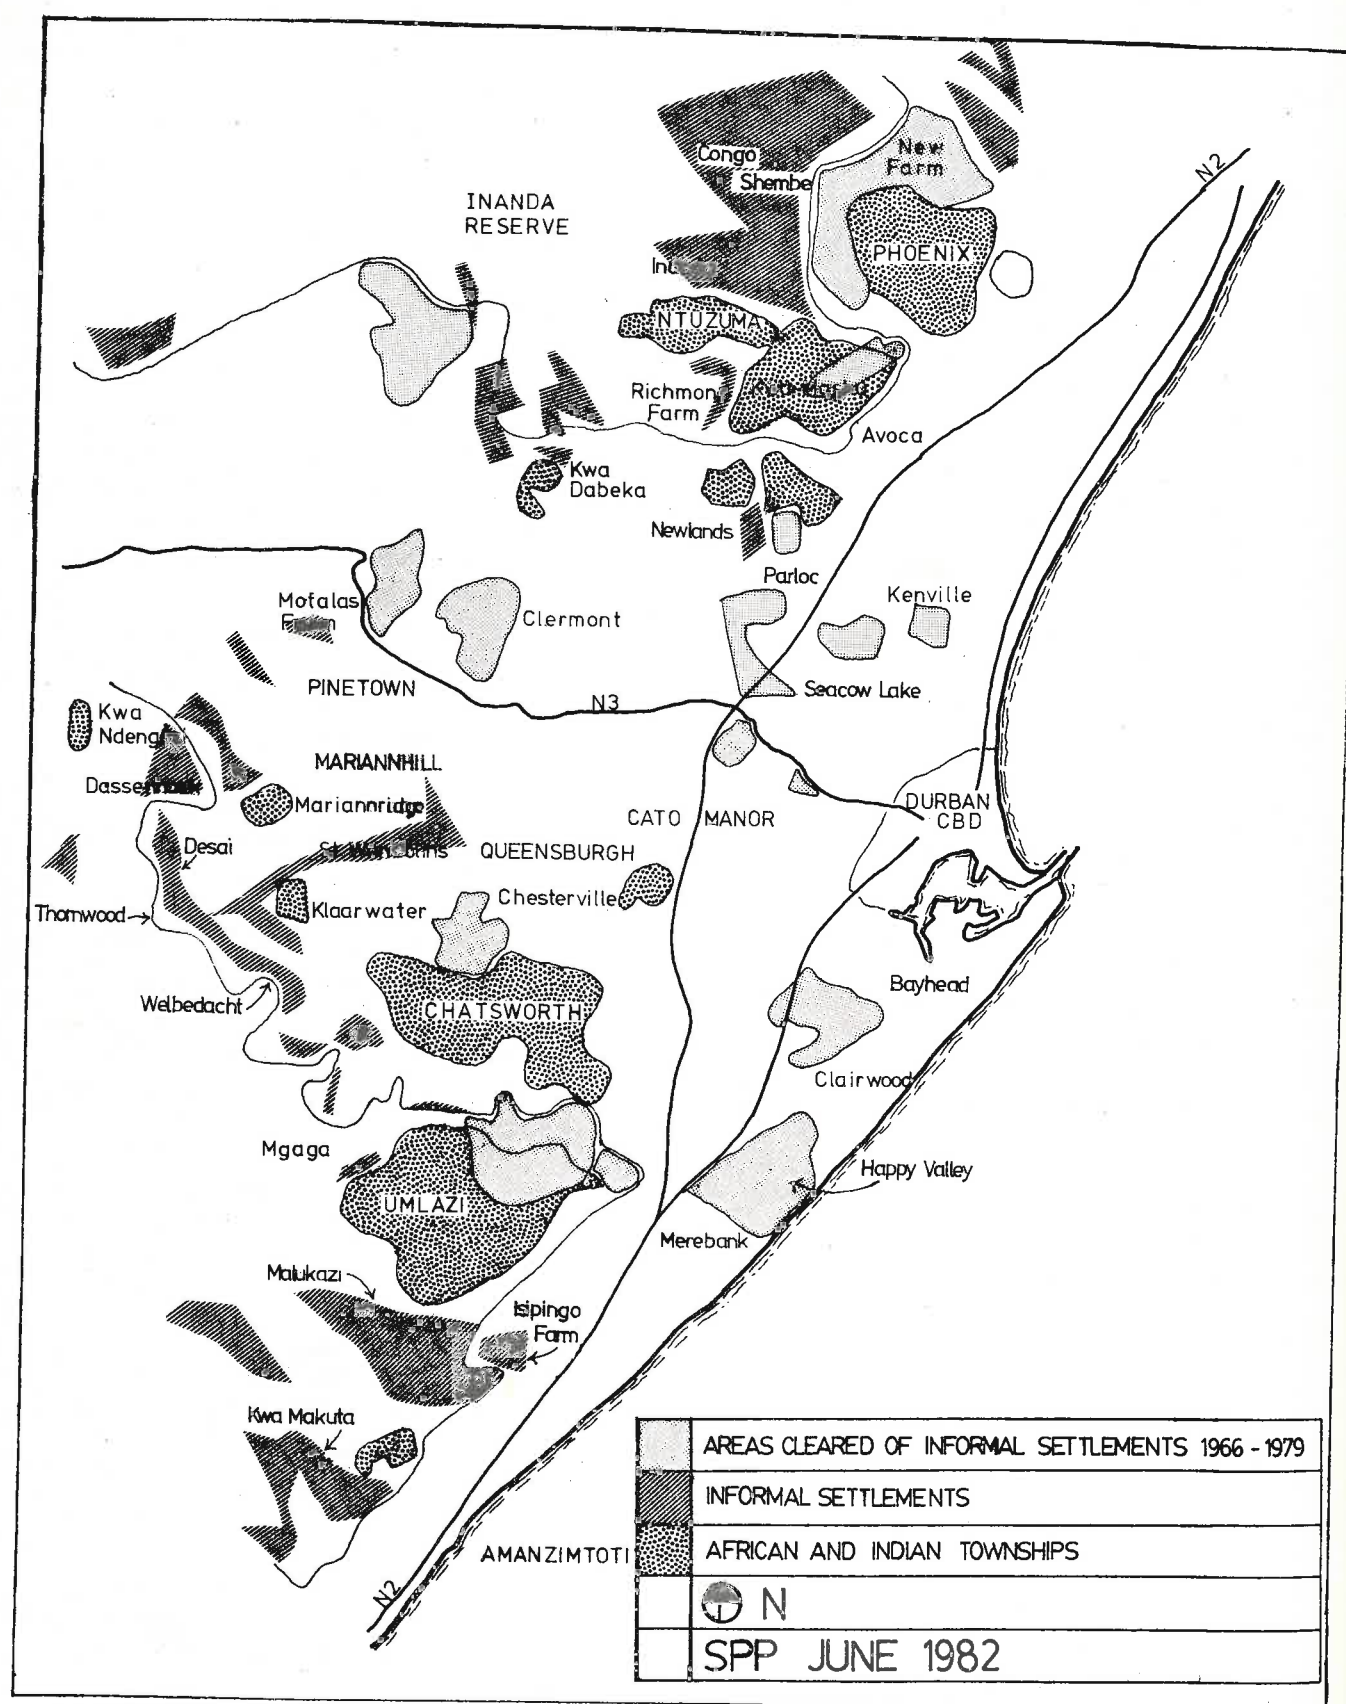 New
Farm
N2
Congo
Shembe
INANDA
RESERVE
PHOENIX
NTUZUMA
Richmon
Farm
Avoca
Kwa
Dabeka
Newlands
Parloc
Kenville
Mofalas
Clermont
PINETOWN
Seacow Lake
N3
Kwa
Ndeng
MARIANNHILL
Mariannridge
DURBAN
CBD
CATO MANOR
Desai
QUEENSBURGH
Chesterville
Klaarwater
Thornwood
Bayhead
Welbedacht
CHATSWORTH
Clairwood
Mgaga
Happy Valley
UMLAZI
Merebank
Malukazi
Isipingo
Farm
Kwa Makuta
AMANZIMTOTI
N2
AREAS CLEARED OF INFORMAL SETTLEMENTS 1966 - 1979
INFORMAL SETTLEMENTS
AFRICAN AND INDIAN TOWNSHIPS
N
SPP JUNE 1982